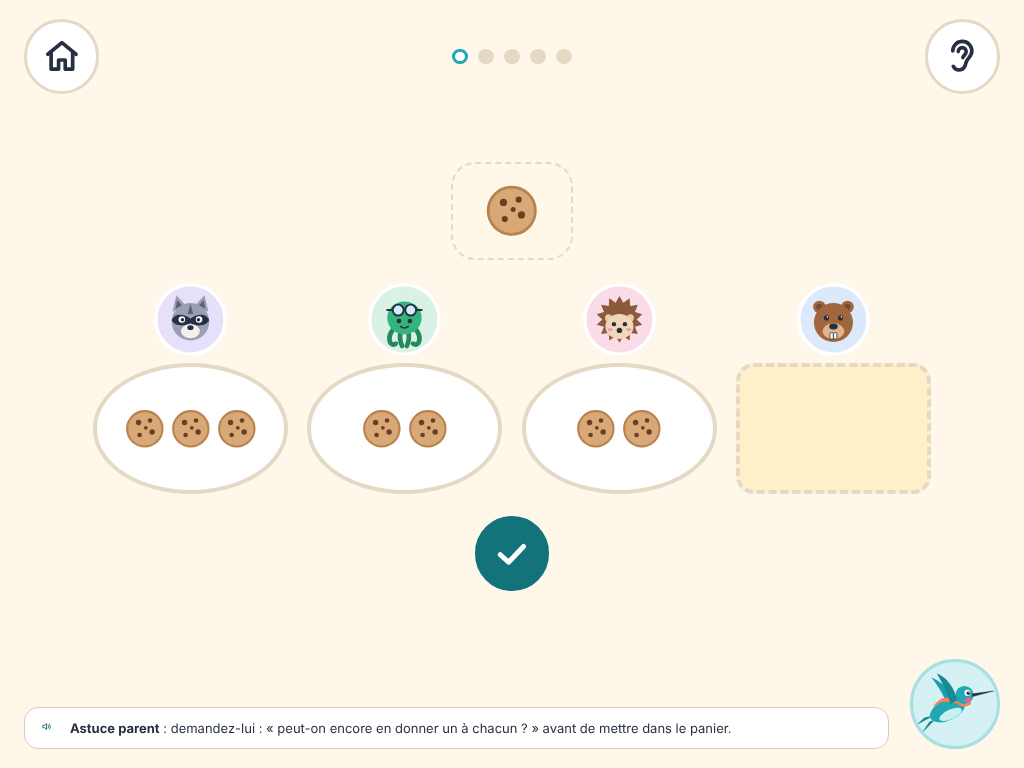 Astuce parent : demandez-lui : « peut-on encore en donner un à chacun ? » avant de mettre dans le panier.